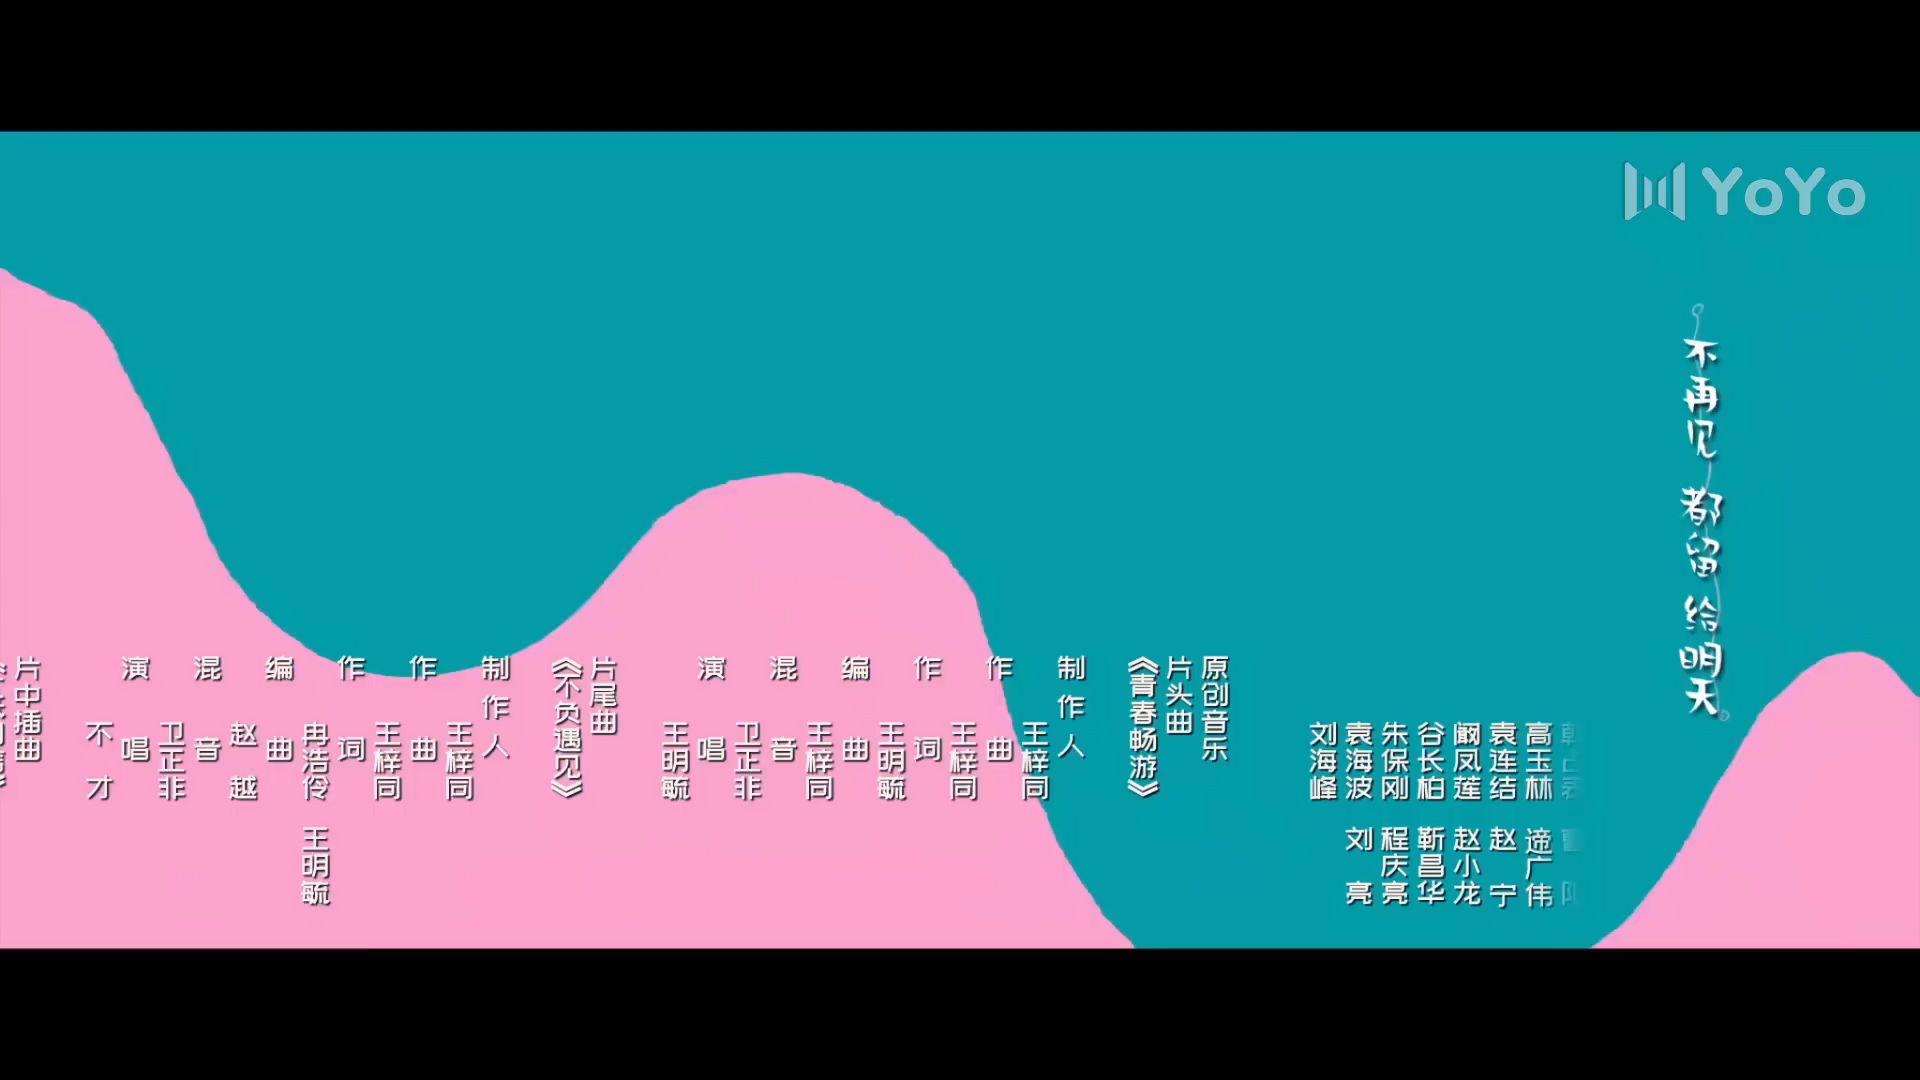 YoYo
不再见 都留给明天。
高玉林 遆广伟
袁连结 赵宁
阚凤莲 赵小龙
谷长柏 靳昌华
朱保刚 程庆亮
袁海波 刘亮
刘海峰
原创音乐
片头曲
《青春畅游》
制作人 王梓同
作曲 王梓同
作词 王明毓
编曲 王梓同
混音 卫正非
演唱 王明毓
片尾曲
《不负遇见》
制作人 王梓同
作曲 王梓同
作词 冉浩伶 王明毓
编曲 赵越
混音 卫正非
演唱 不才
片中插曲